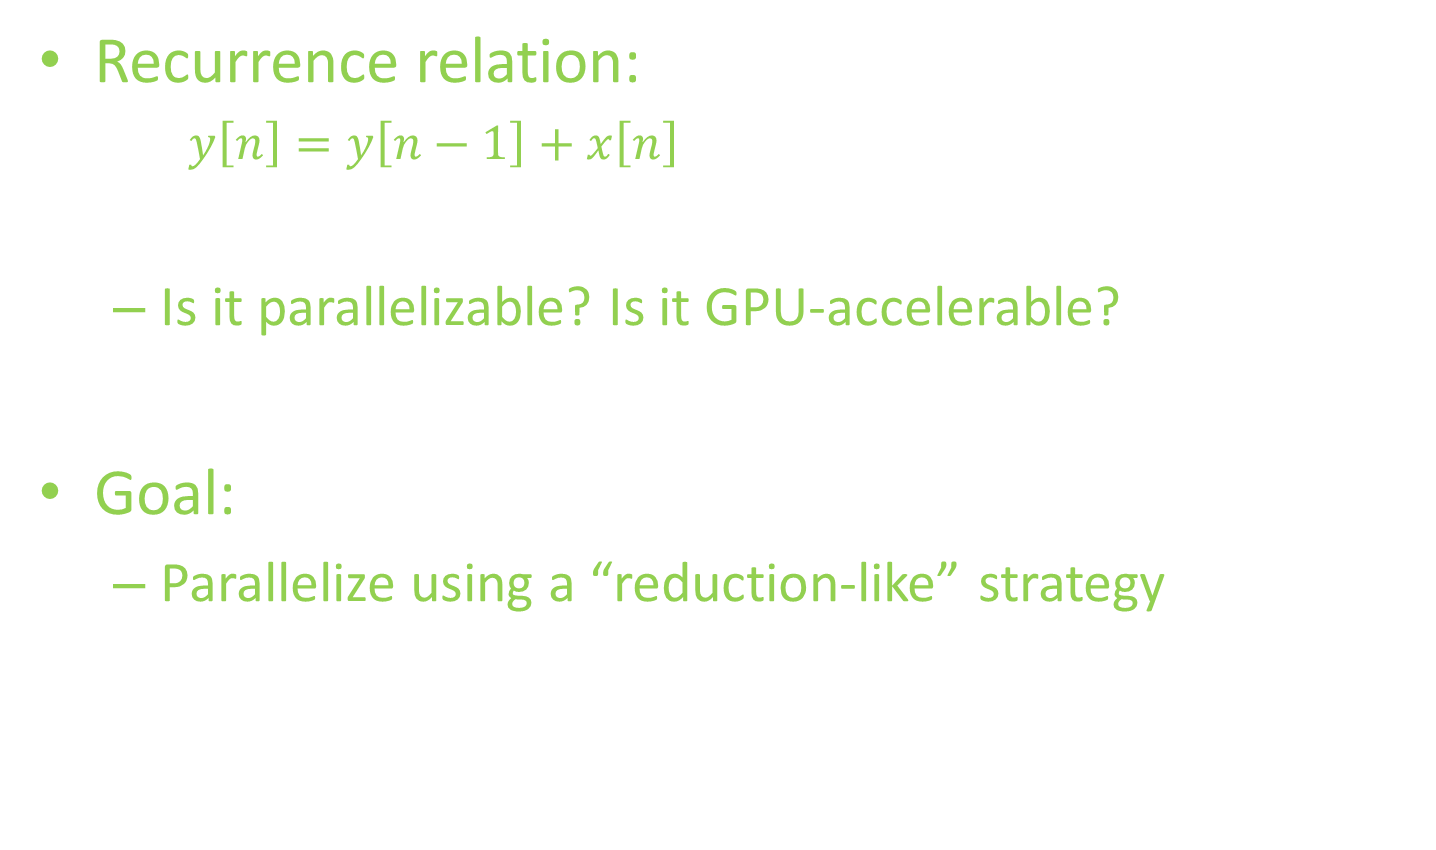 • Recurrence relation:
y[n] = y[n − 1] + x[n]
– Is it parallelizable? Is it GPU-accelerable?
• Goal:
– Parallelize using a “reduction-like” strategy